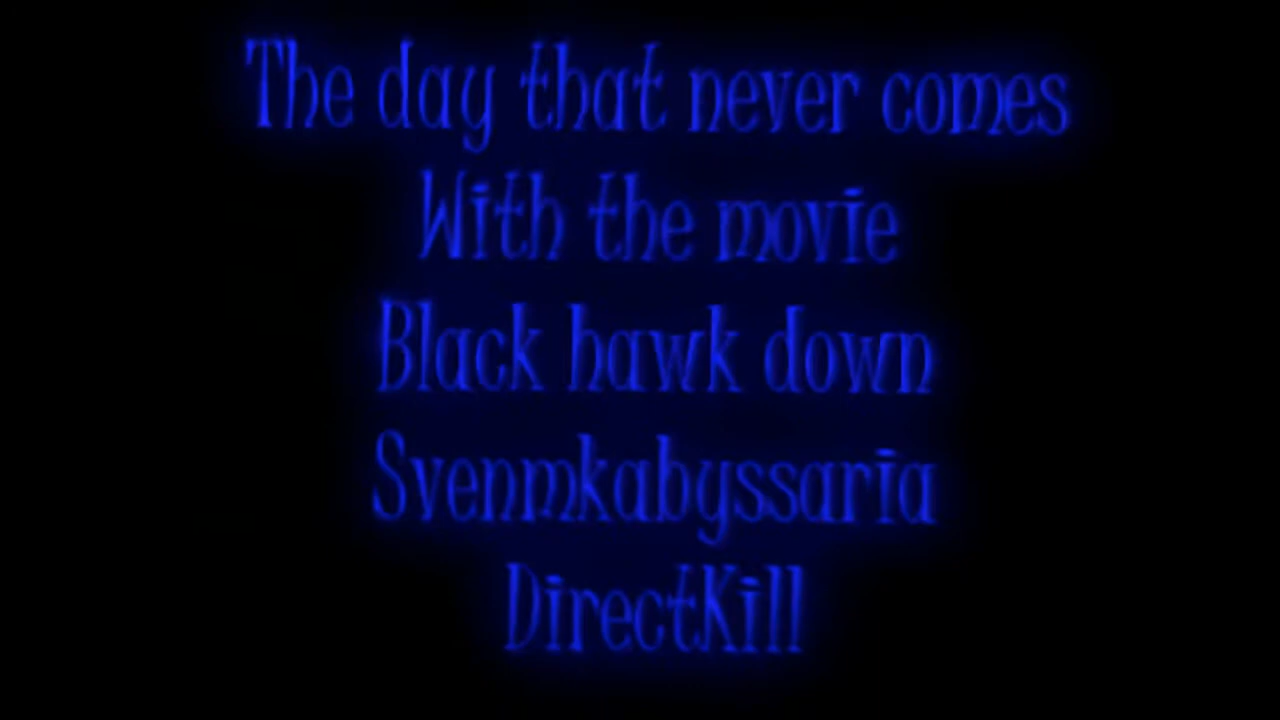 The day that never comes
With the movie
Black hawk down
Svenmkabyssaria
DirectKill